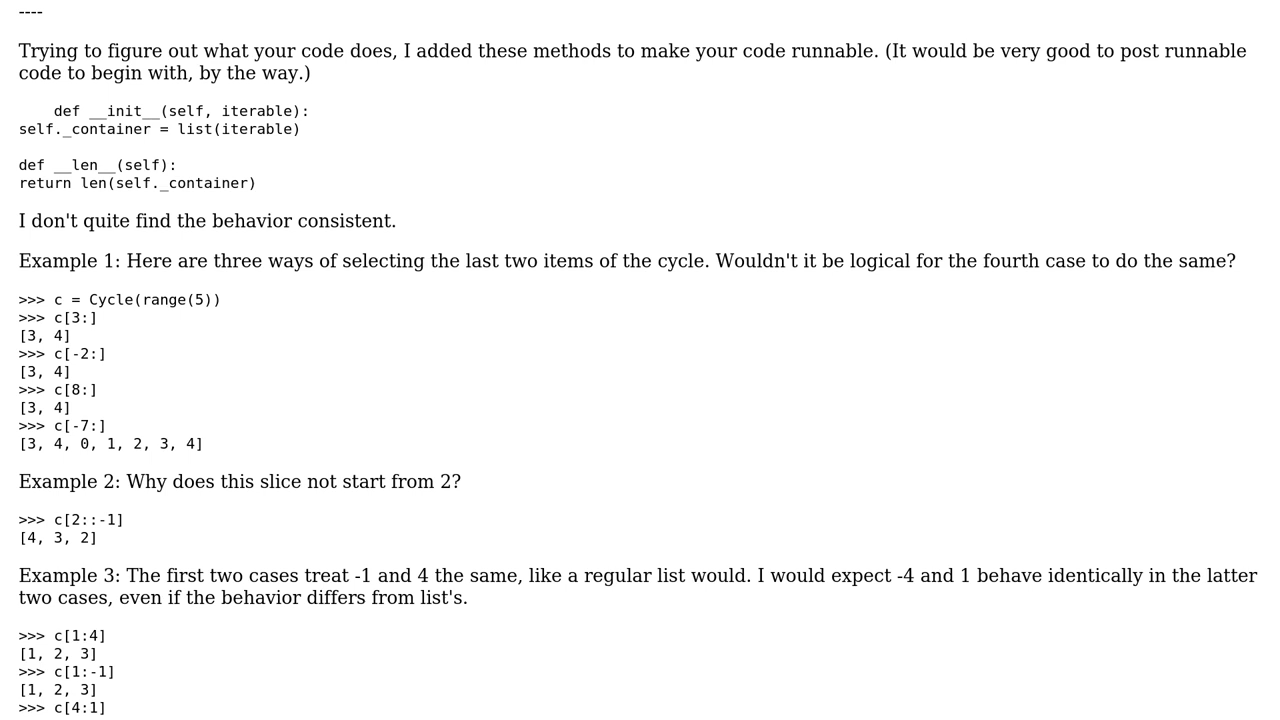 ----
Trying to figure out what your code does, I added these methods to make your code runnable. (It would be very good to post runnable
code to begin with, by the way.)
    def __init__(self, iterable):
self._container = list(iterable)
def __len__(self):
return len(self._container)
I don't quite find the behavior consistent.
Example 1: Here are three ways of selecting the last two items of the cycle. Wouldn't it be logical for the fourth case to do the same?
>>> c = Cycle(range(5))
>>> c[3:]
[3, 4]
>>> c[-2:]
[3, 4]
>>> c[8:]
[3, 4]
>>> c[-7:]
[3, 4, 0, 1, 2, 3, 4]
Example 2: Why does this slice not start from 2?
>>> c[2::-1]
[4, 3, 2]
Example 3: The first two cases treat -1 and 4 the same, like a regular list would. I would expect -4 and 1 behave identically in the latter
two cases, even if the behavior differs from list's.
>>> c[1:4]
[1, 2, 3]
>>> c[1:-1]
[1, 2, 3]
>>> c[4:1]